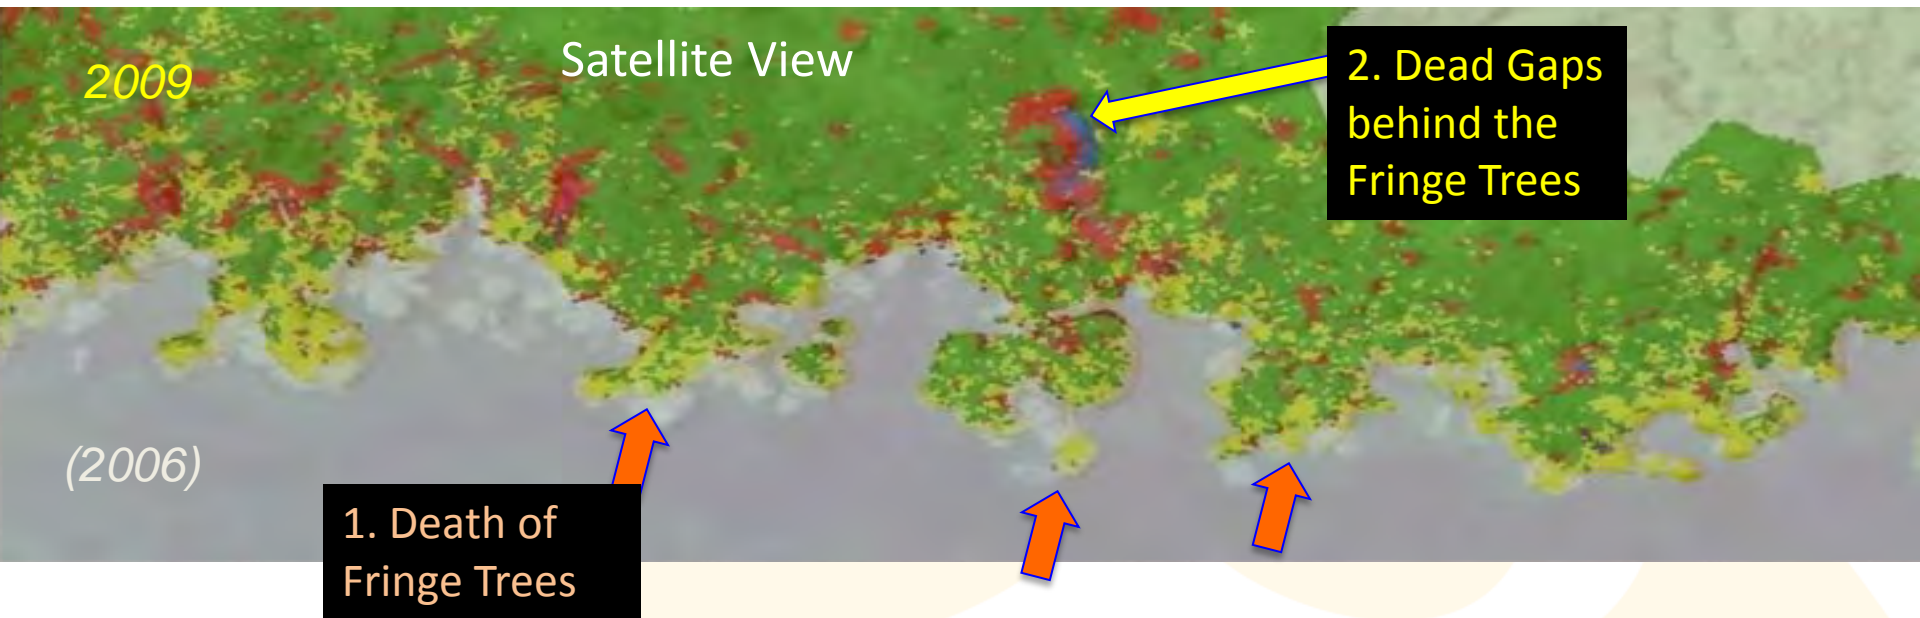 Satellite View
2009
2. Dead Gaps
behind the
Fringe Trees
(2006)
1. Death of
Fringe Trees